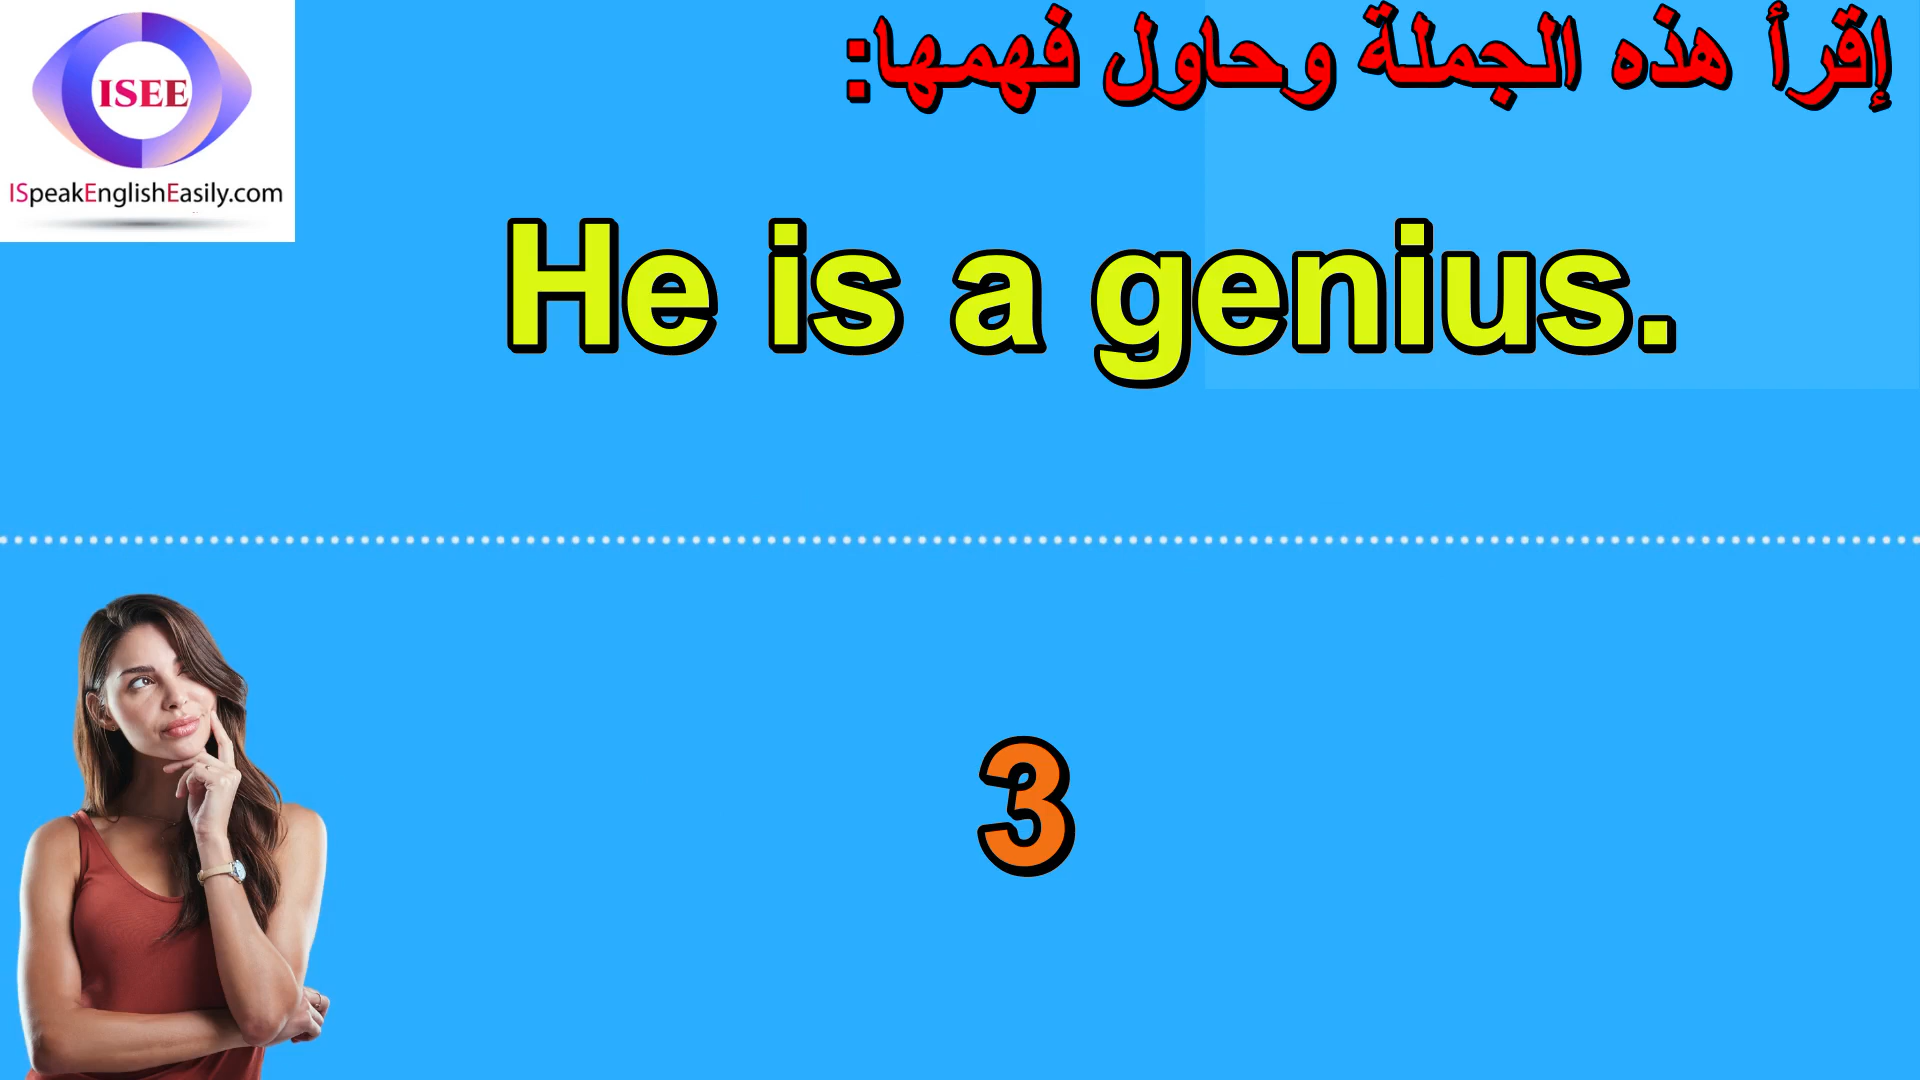 ISEE
ISpeakEnglishEasily.com
إقرأ هذه الجملة وحاول فهمها:
He is a genius.
3